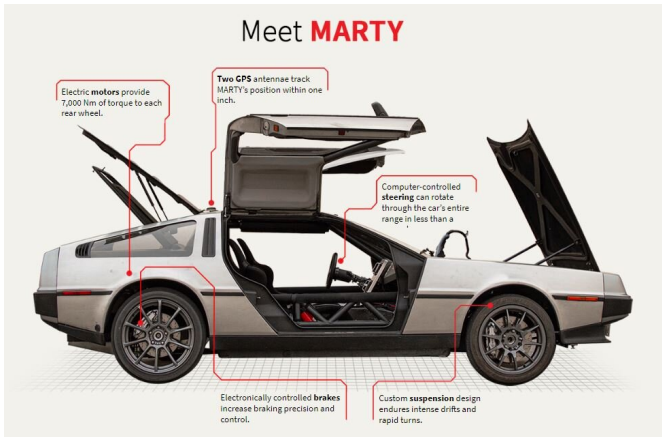 Meet MARTY
Two GPS antennae track
MARTY's position within one
inch.
Electric motors provide
7,000 Nm of torque to each
rear wheel.
Computer-controlled
steering can rotate
through the car's entire
range in less than a
Electronically controlled brakes
increase braking precision and
control.
Custom suspension design
endures intense drifts and
rapid turns.